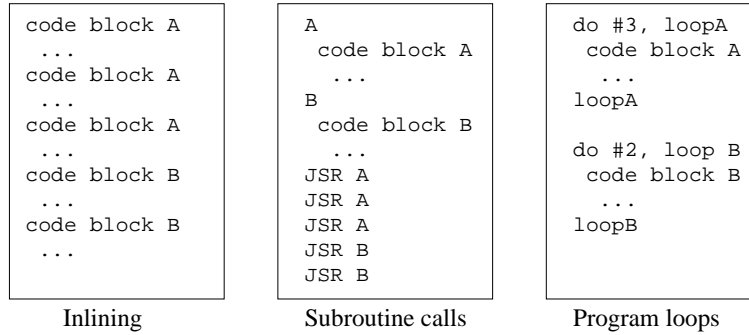 code block A
...
code block A
...
code block A
...
code block B
...
code block B
...
Inlining
A
code block A
...
B
code block B
...
JSR A
JSR A
JSR A
JSR B
JSR B
Subroutine calls
do #3, loopA
code block A
...
loopA
do #2, loop B
code block B
...
loopB
Program loops